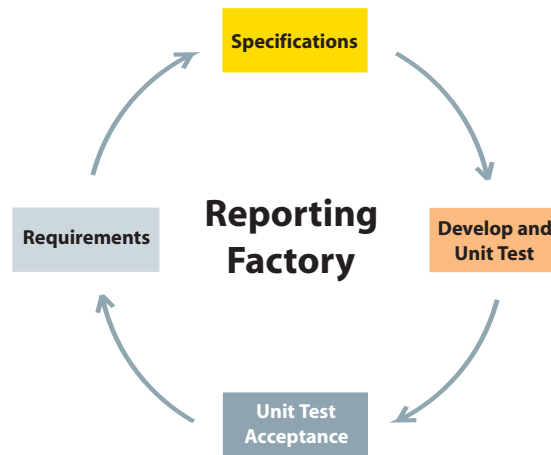 Specifications
Reporting
Factory
Requirements
Develop and
Unit Test
Unit Test
Acceptance